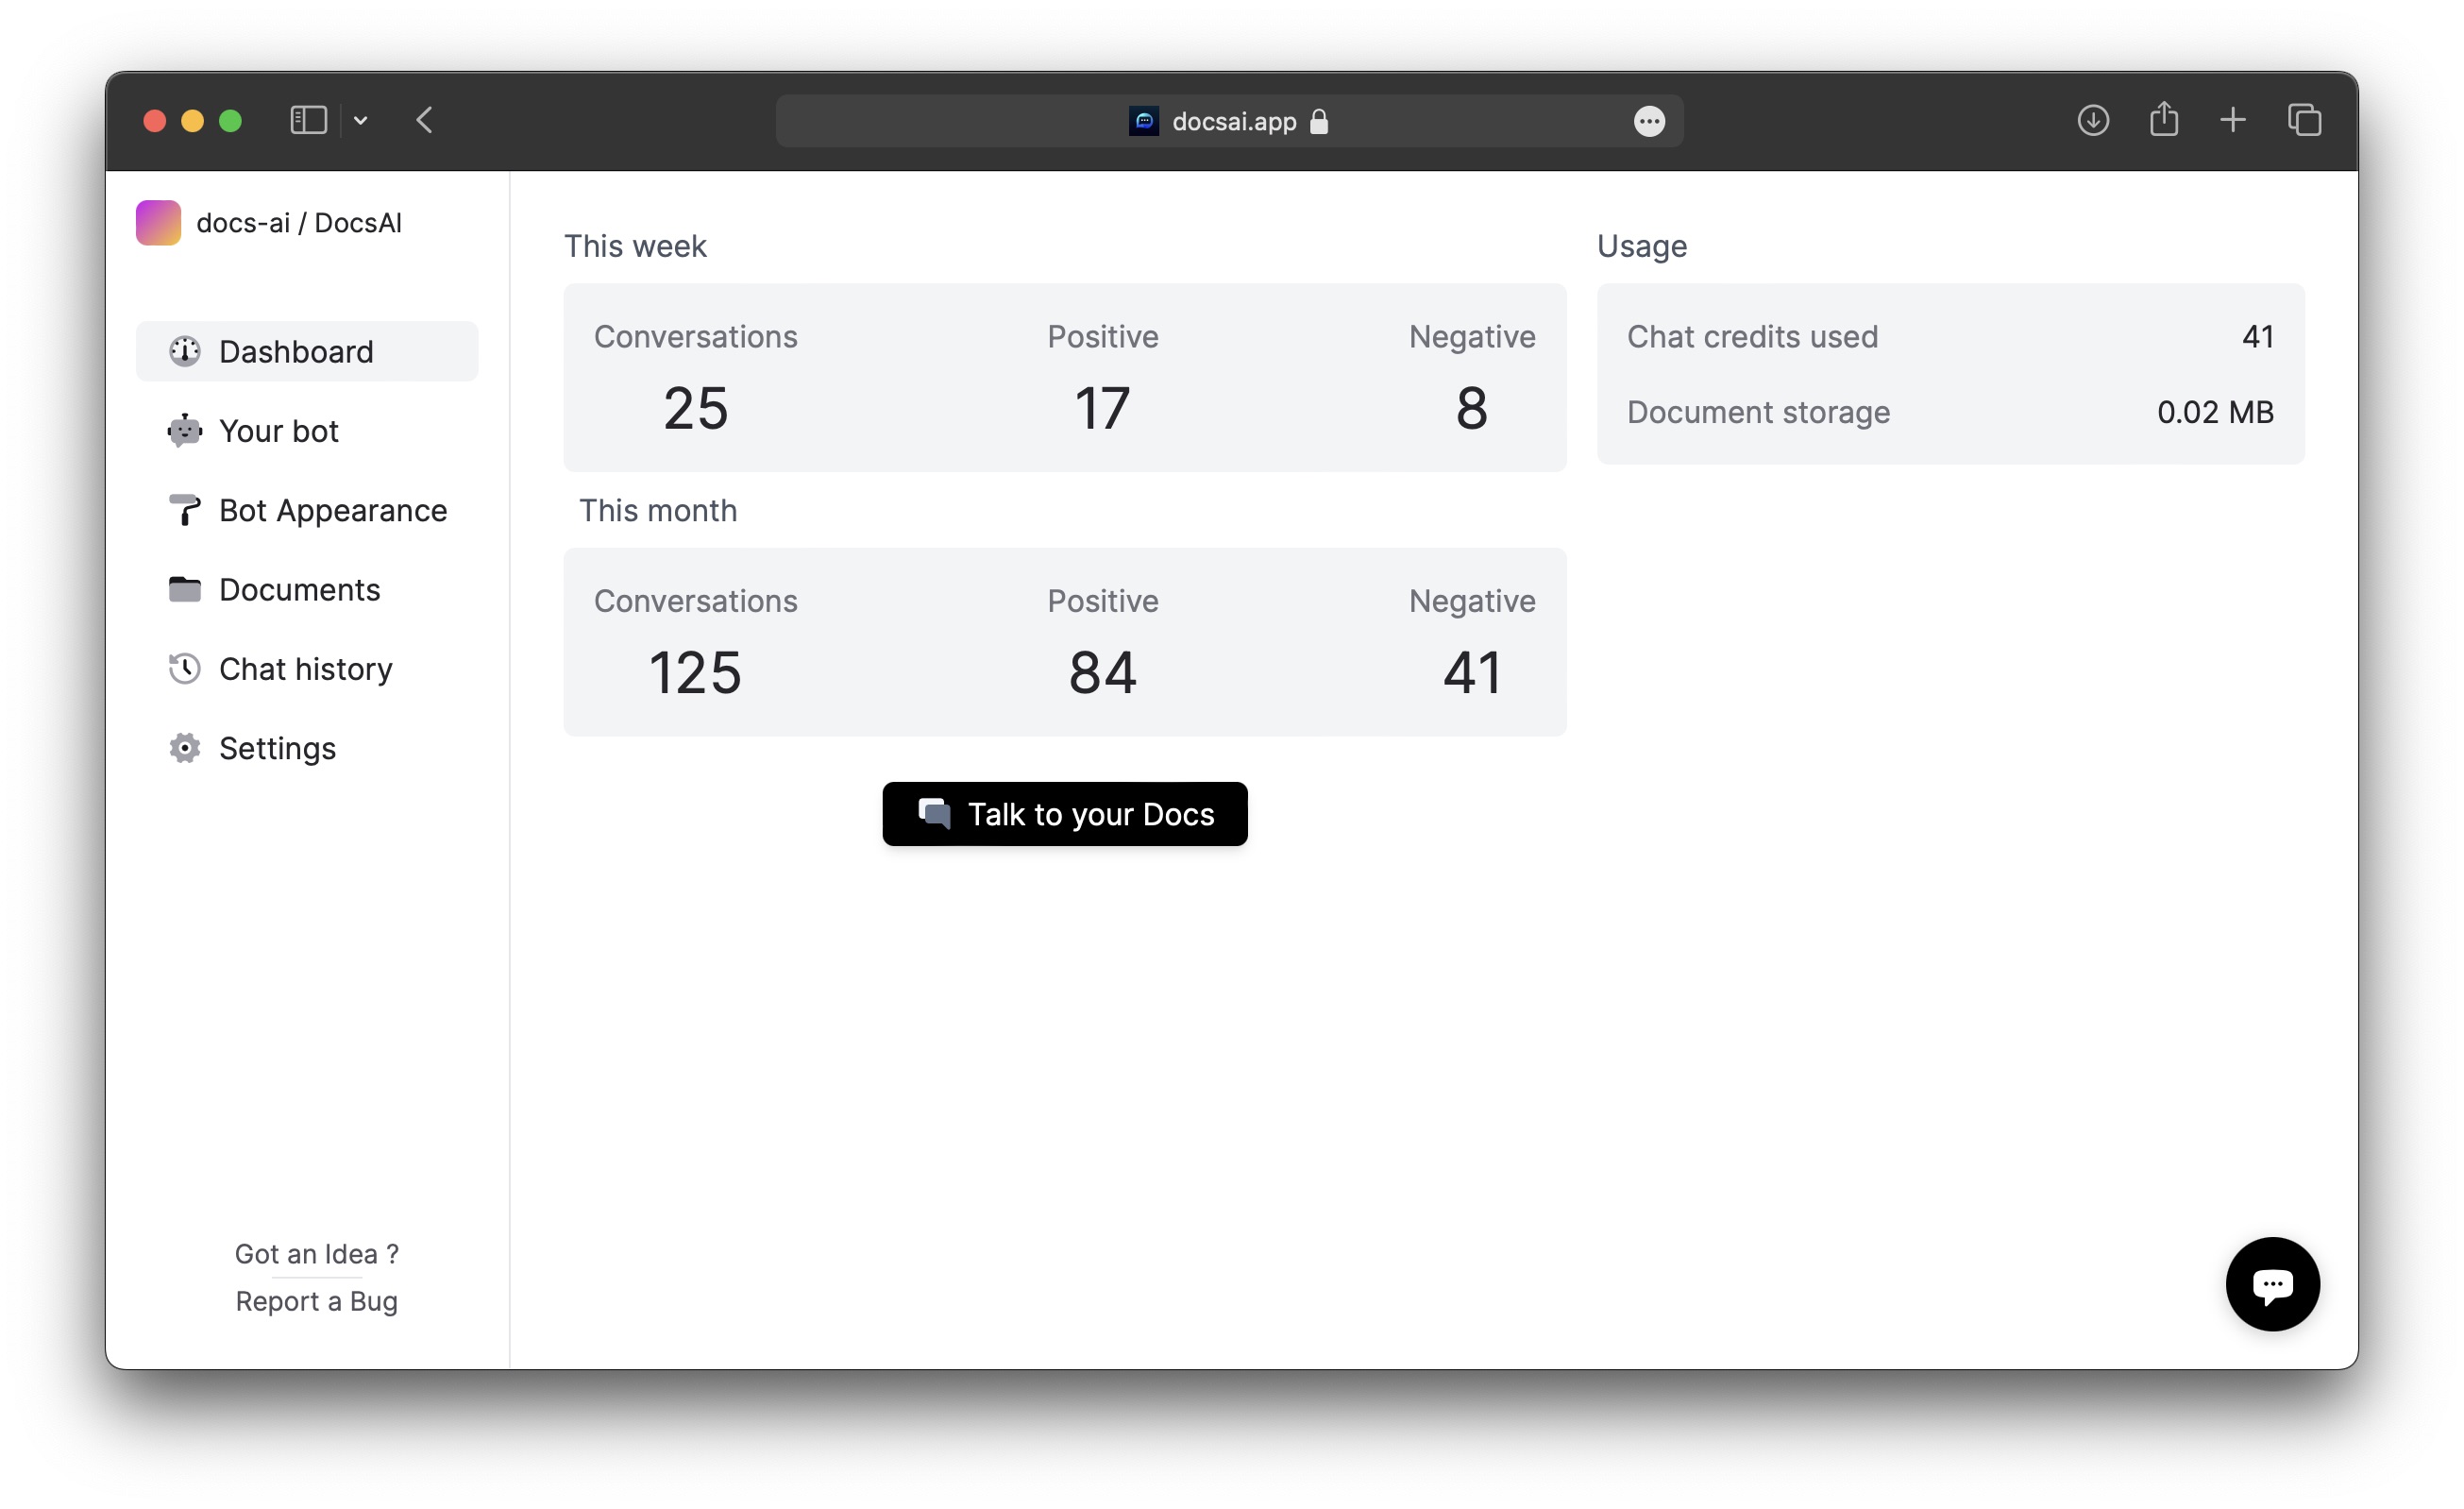 docsai.app
docs-ai / DocsAI
Dashboard
Your bot
Bot Appearance
Documents
Chat history
Settings
Got an Idea ?
Report a Bug
This week
Conversations Positive Negative
25 17 8
This month
Conversations Positive Negative
125 84 41
Talk to your Docs
Usage
Chat credits used 41
Document storage 0.02 MB